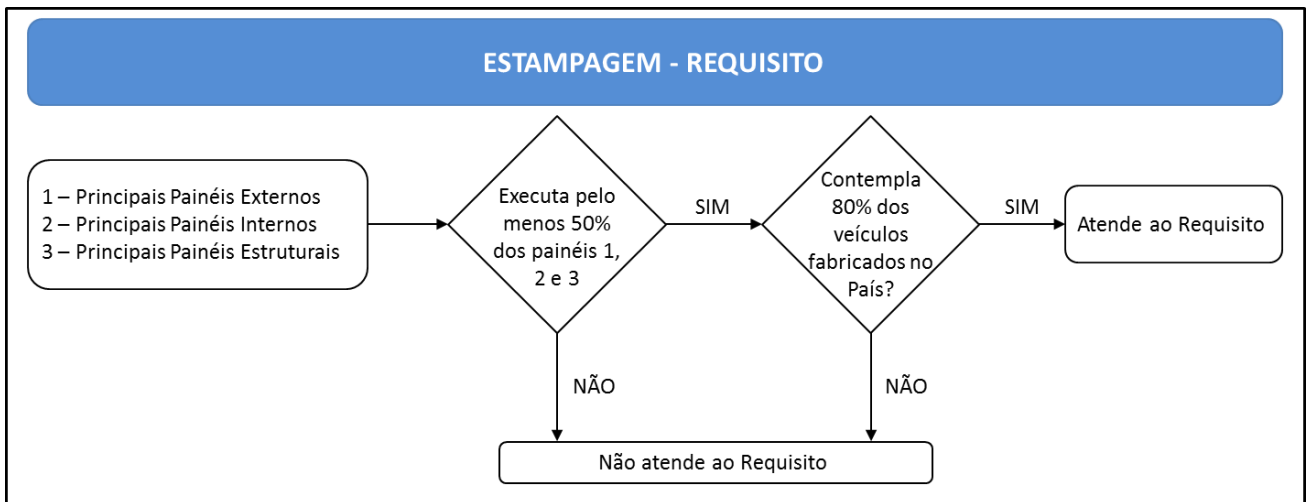 ESTAMPAGEM - REQUISITO
1 – Principais Painéis Externos
2 – Principais Painéis Internos
3 – Principais Painéis Estruturais
Executa pelo
menos 50%
dos painéis 1,
2 e 3
SIM
Contempla
80% dos
veículos
fabricados no
País?
SIM
Atende ao Requisito
NÃO
NÃO
Não atende ao Requisito